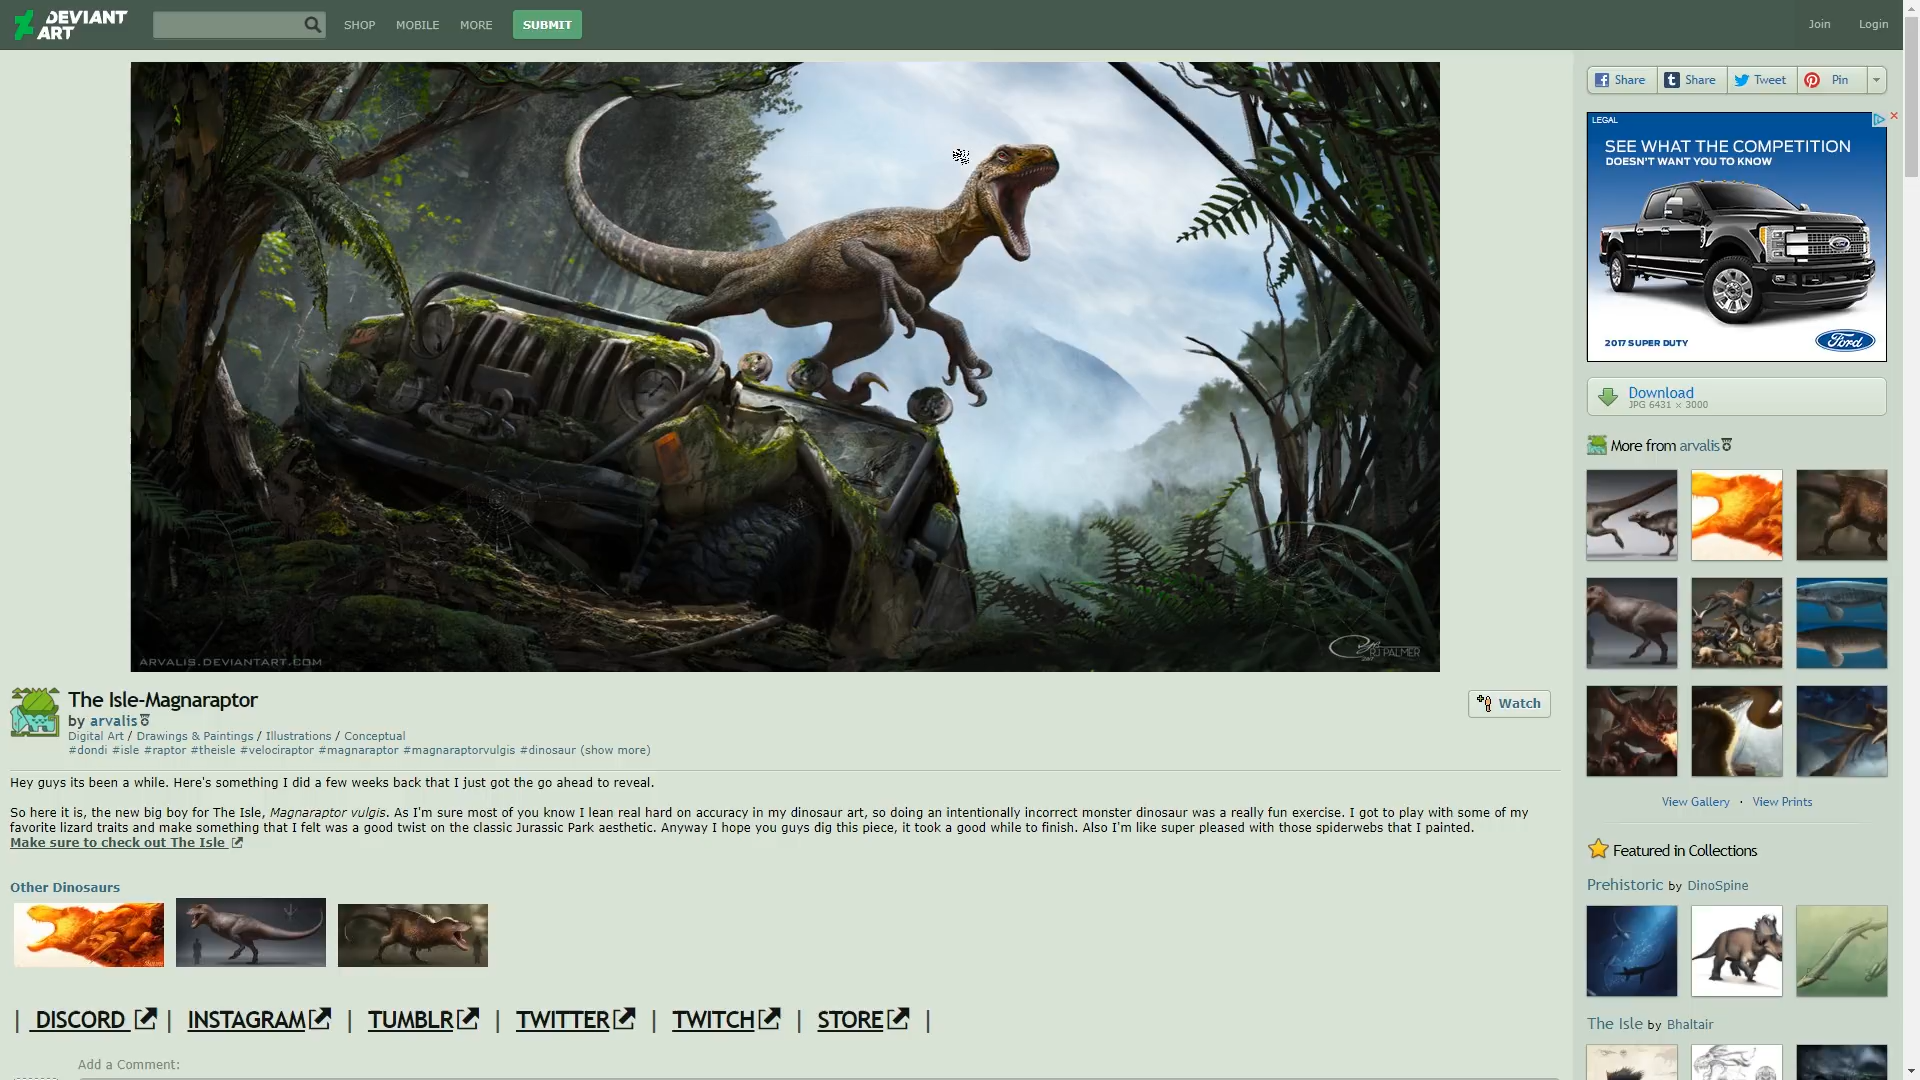 DEVIANT ART
SHOP
MOBILE
MORE
SUBMIT
Join
Login
Share
Share
Tweet
Pin
LEGAL
SEE WHAT THE COMPETITION
DOESN'T WANT YOU TO KNOW
2017 SUPER DUTY
Ford
Download
JPG 6431 × 3000
More from arvalis
ARVALIS.DEVIANTART.COM
RJ PALMER
The Isle-Magnaraptor
by arvalis
Watch
Digital Art / Drawings & Paintings / Illustrations / Conceptual
#dondi #isle #raptor #theisle #velociraptor #magnaraptor #magnaraptorvulgis #dinosaur (show more)
Hey guys its been a while. Here's something I did a few weeks back that I just got the go ahead to reveal.
So here it is, the new big boy for The Isle, Magnaraptor vulgis. As I'm sure most of you know I lean real hard on accuracy in my dinosaur art, so doing an intentionally incorrect monster dinosaur was a really fun exercise. I got to play with some of my
favorite lizard traits and make something that I felt was a good twist on the classic Jurassic Park aesthetic. Anyway I hope you guys dig this piece, it took a good while to finish. Also I'm like super pleased with those spiderwebs that I painted.
Make sure to check out The Isle
Other Dinosaurs
| DISCORD | INSTAGRAM | TUMBLR | TWITTER | TWITCH | STORE |
Add a Comment:
View Gallery · View Prints
Featured in Collections
Prehistoric by DinoSpine
The Isle by Bhaltair